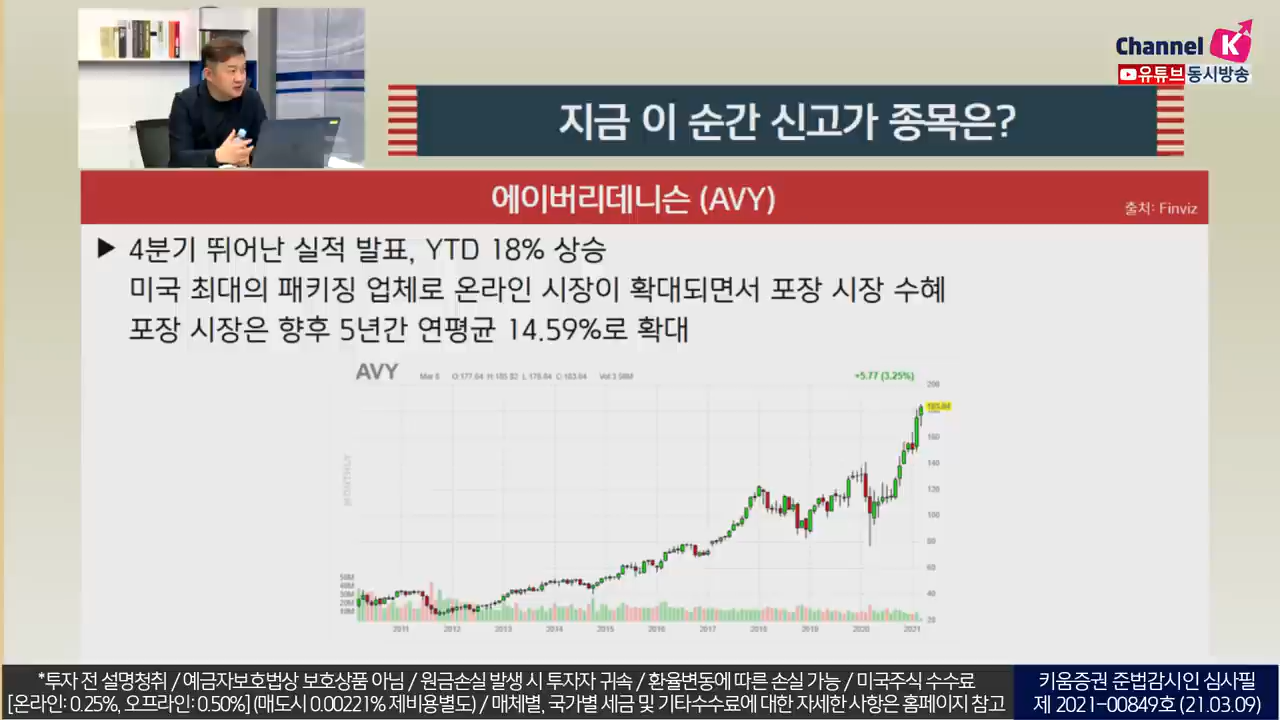 Channel K
유튜브동시방송
지금 이 순간 신고가 종목은?
에이버리데니슨 (AVY)
출처: Finviz
▶ 4분기 뛰어난 실적 발표, YTD 18% 상승
미국 최대의 패키징 업체로 온라인 시장이 확대되면서 포장 시장 수혜
포장 시장은 향후 5년간 연평균 14.59%로 확대
AVY
+5.77 (3.25%)
200
183.84
160
140
120
100
80
60
40
20
MONTHLY
50M
40M
30M
20M
10M
2011 2012 2013 2014 2015 2016 2017 2018 2019 2020 2021
*투자 전 설명청취 / 예금자보호법상 보호상품 아님 / 원금손실 발생 시 투자자 귀속 / 환율변동에 따른 손실 가능 / 미국주식 수수료
[온라인: 0.25%, 오프라인: 0.50%] (매도시 0.00221% 제비용별도) / 매체별, 국가별 세금 및 기타수수료에 대한 자세한 사항은 홈페이지 참고
키움증권 준법감시인 심사필
제 2021-00849호 (21.03.09)